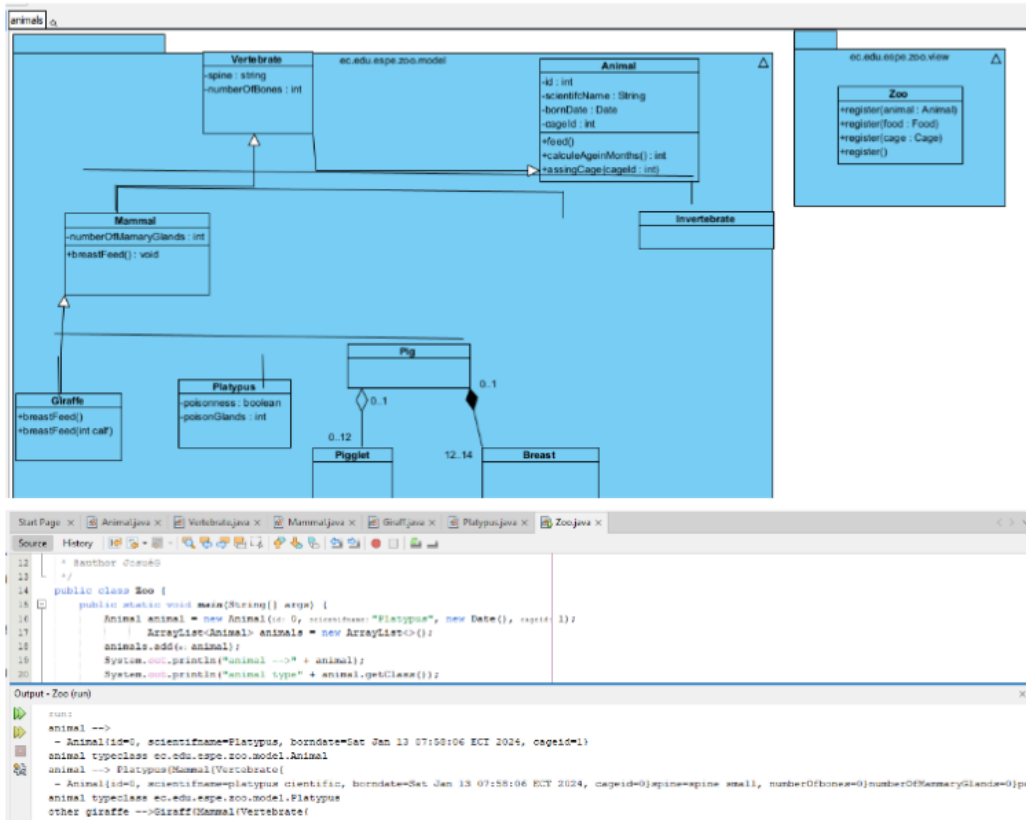 animals
Vertebrate
-spine : string
-numberOfBones : int
ec.edu.espe.zoo.model
Animal
-id : int
-scientifcName : String
-bornDate : Date
-cageId : int
+feed()
+calculeAgeinMonths() : int
+assingCage(cageId : int)
ec.edu.espe.zoo.view
Zoo
+register(animal : Animal)
+register(food : Food)
+register(cage : Cage)
+register()
Mammal
-numberOfMamaryGlands : int
+breastFeed() : void
Invertebrate
Giraffe
+breastFeed()
+breastFeed(int calf)
Platypus
-poisonness : boolean
-poisonGlands : int
Pig
0..1
0..1
0..12
12..14
Pigglet
Breast
Start Page Animal.java Vertebrate.java Mammal.java Giraff.java Platypus.java Zoo.java
Source History
12 * @author JosuéG
13 */
14 public class Zoo {
15 public static void main(String[] args) {
16 Animal animal = new Animal(id: 0, scientifname: "Platypus", new Date(), cageid: 1);
17 ArrayList<Animal> animals = new ArrayList<>();
18 animals.add(e: animal);
19 System.out.println("animal -->" + animal);
20 System.out.println("animal type" + animal.getClass());
Output - Zoo (run)
run:
animal -->
- Animal{id=0, scientifname=Platypus, borndate=Sat Jan 13 07:58:06 ECT 2024, cageid=1}
animal typeclass ec.edu.espe.zoo.model.Animal
animal --> Platypus{Mammal{Vertebrate{
- Animal{id=0, scientifname=platypus cientific, borndate=Sat Jan 13 07:58:06 ECT 2024, cageid=0}spine=spine small, numberOfbones=0}numberOfMammaryGlands=0}po
animal typeclass ec.edu.espe.zoo.model.Platypus
other giraffe -->Giraff{Mammal{Vertebrate{